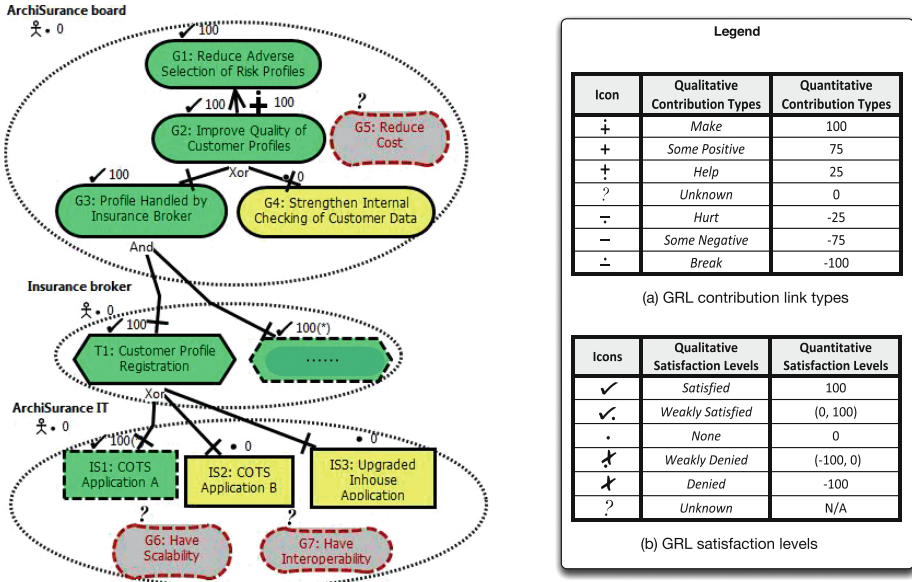 ArchiSurance board
0
100
G1: Reduce Adverse
Selection of Risk Profiles
100
100
G2: Improve Quality of
Customer Profiles
?
G5: Reduce
Cost
Xor
100
0
G3: Profile Handled by
Insurance Broker
G4: Strengthen Internal
Checking of Customer Data
And
Insurance broker
0
100
100(*)
T1: Customer Profile
Registration
......
Xor
ArchiSurance IT
0
100(*
0
0
IS1: COTS
Application A
IS2: COTS
Application B
IS3: Upgraded
Inhouse
Application
?
?
G6: Have
Scalability
G7: Have
Interoperability
Legend
Icon
Qualitative
Contribution Types
Quantitative
Contribution Types
Make
100
+
Some Positive
75
Help
25
?
Unknown
0
Hurt
-25
−
Some Negative
-75
Break
-100
(a) GRL contribution link types
Icons
Qualitative
Satisfaction Levels
Quantitative
Satisfaction Levels
✓
Satisfied
100
Weakly Satisfied
(0, 100)
None
0
Weakly Denied
(-100, 0)
Denied
-100
?
Unknown
N/A
(b) GRL satisfaction levels